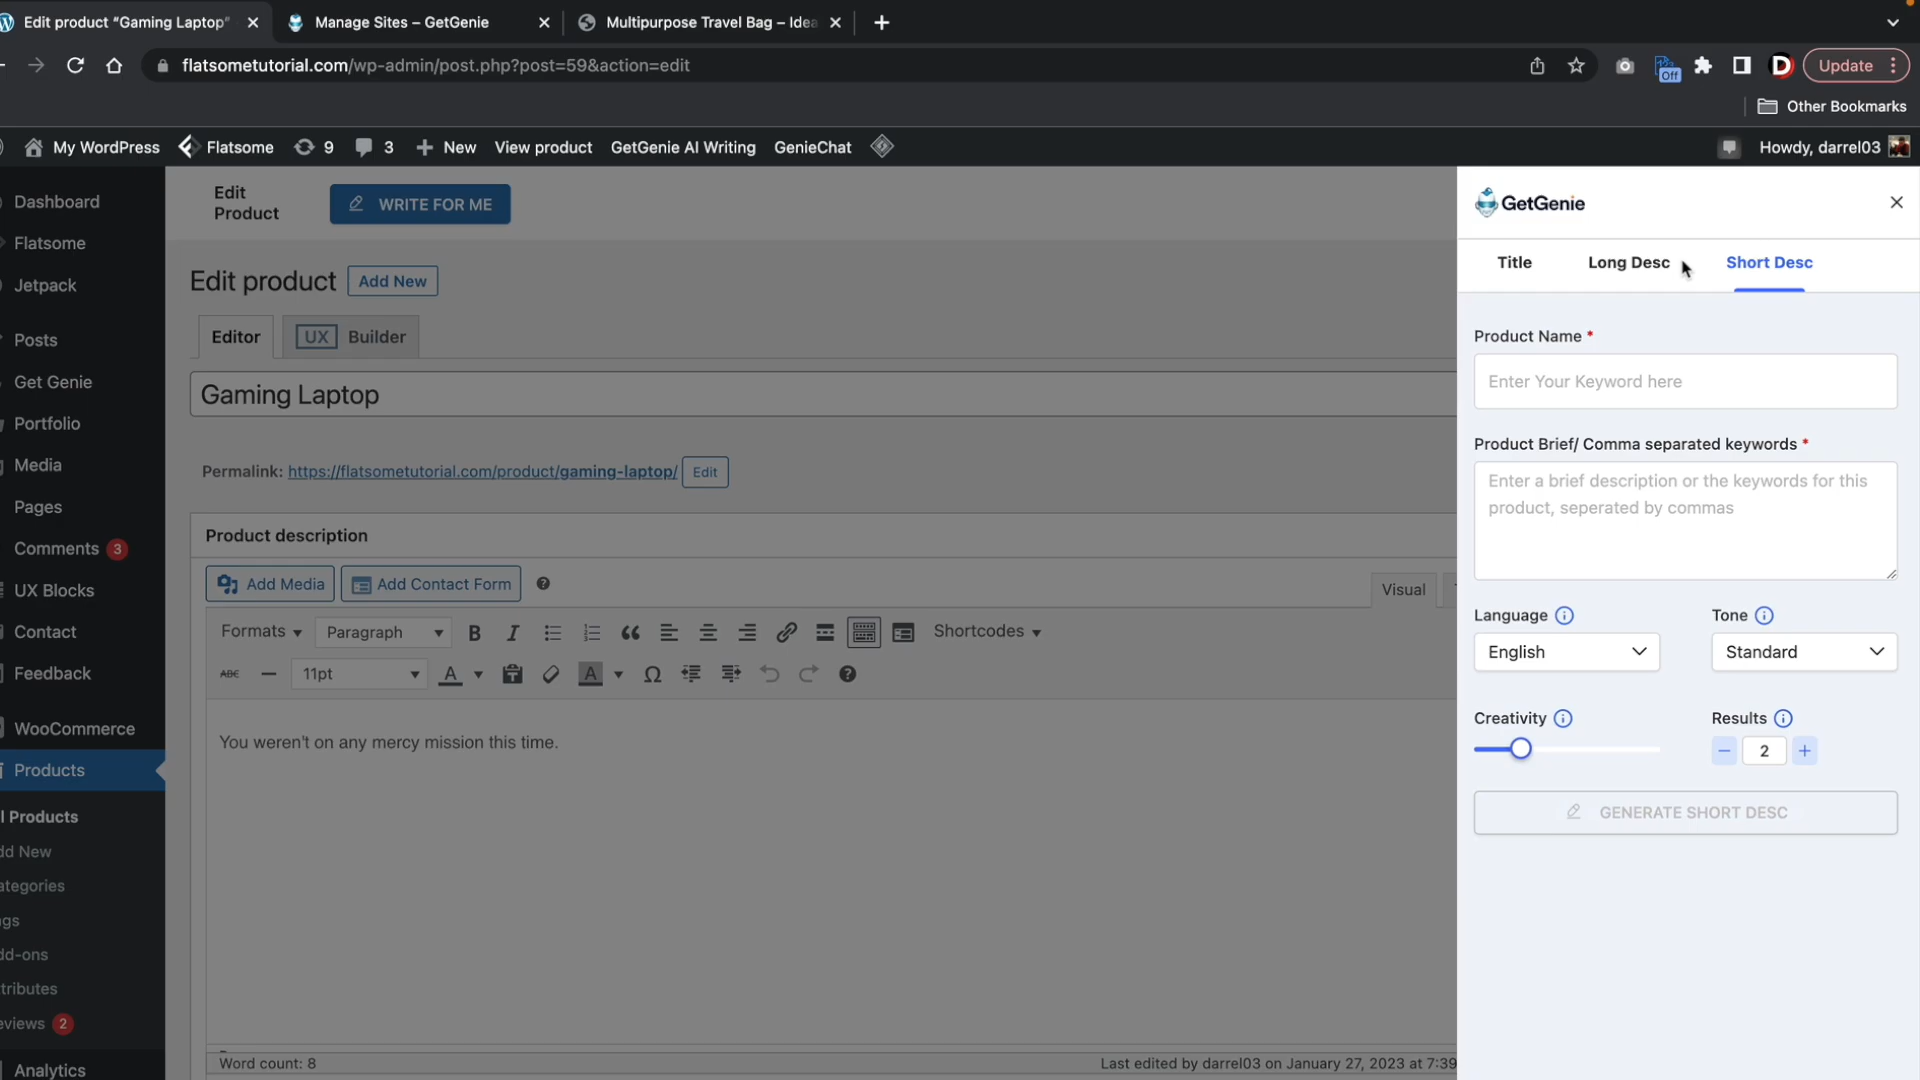 Edit product “Gaming Laptop”
Manage Sites – GetGenie
Multipurpose Travel Bag – Idea
flatsometutorial.com/wp-admin/post.php?post=59&action=edit
Off
D
Update
Other Bookmarks
My WordPress
Flatsome
9
3
New
View product
GetGenie AI Writing
GenieChat
Howdy, darrel03
Dashboard
Flatsome
Jetpack
Posts
Get Genie
Portfolio
Media
Pages
Comments 3
UX Blocks
Contact
Feedback
WooCommerce
Products
l Products
dd New
ategories
gs
dd-ons
tributes
eviews 2
Analytics
Edit
Product
WRITE FOR ME
Edit product
Add New
Editor
UX Builder
Gaming Laptop
Permalink: https://flatsometutorial.com/product/gaming-laptop/ Edit
Product description
Add Media
Add Contact Form
Visual
Formats
Paragraph
B
I
Shortcodes
ABC
11pt
A
A
Ω
You weren't on any mercy mission this time.
Word count: 8
Last edited by darrel03 on January 27, 2023 at 7:39
GetGenie
Title
Long Desc
Short Desc
Product Name *
Enter Your Keyword here
Product Brief/ Comma separated keywords *
Enter a brief description or the keywords for this
product, seperated by commas
Language
Tone
English
Standard
Creativity
Results
2
GENERATE SHORT DESC